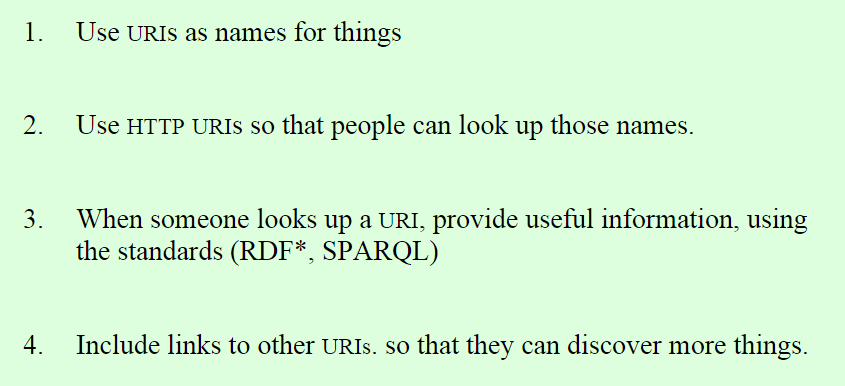 1. Use URIs as names for things
2. Use HTTP URIs so that people can look up those names.
3. When someone looks up a URI, provide useful information, using
the standards (RDF*, SPARQL)
4. Include links to other URIs. so that they can discover more things.